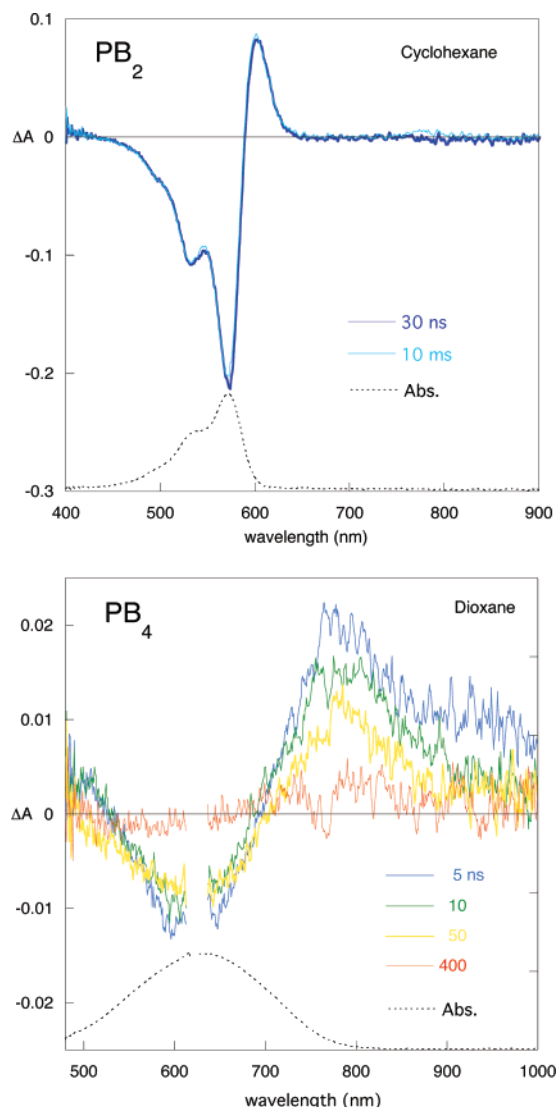 PB2
Cyclohexane
0.1
ΔA 0
-0.1
-0.2
-0.3
30 ns
10 ms
Abs.
400 500 600 700 800 900
wavelength (nm)
PB4
Dioxane
0.02
0.01
ΔA 0
-0.01
-0.02
5 ns
10
50
400
Abs.
500 600 700 800 900 1000
wavelength (nm)